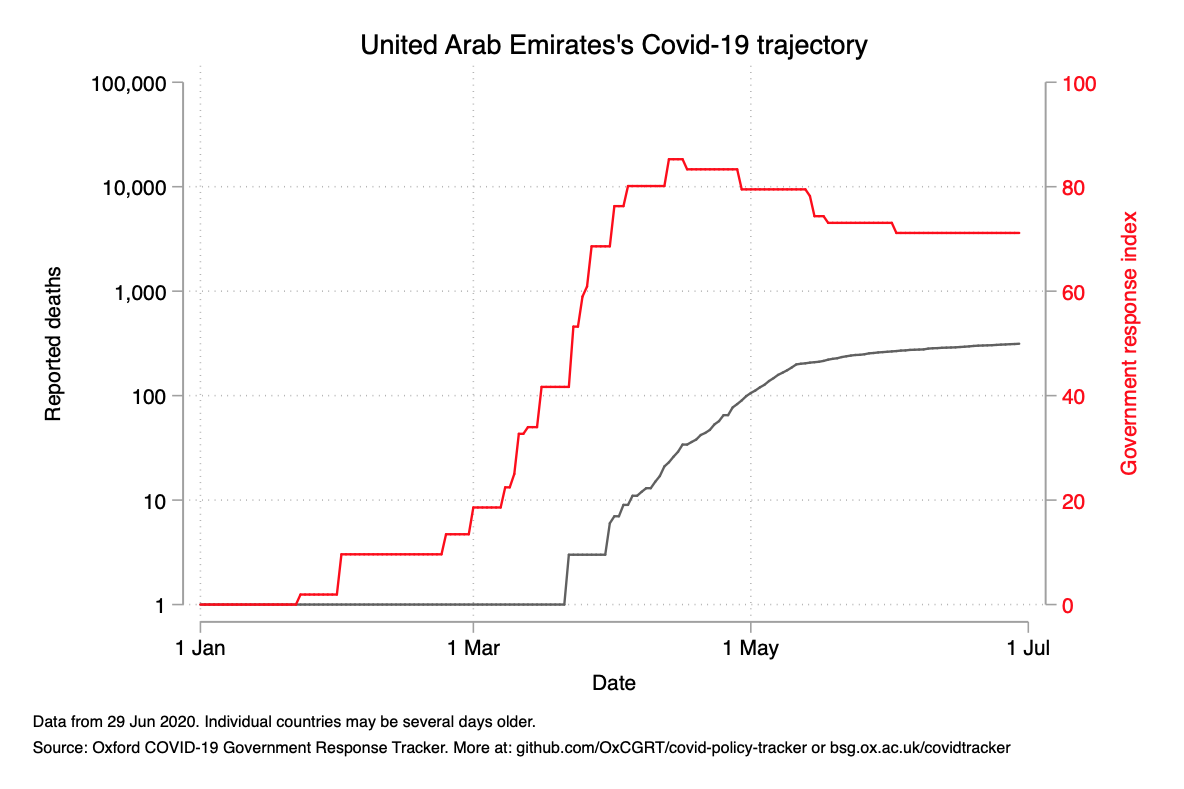 United Arab Emirates's Covid-19 trajectory
100,000
10,000
1,000
100
10
1
Reported deaths
100
80
60
40
20
0
Government response index
1 Jan
1 Mar
1 May
1 Jul
Date
Data from 29 Jun 2020. Individual countries may be several days older.
Source: Oxford COVID-19 Government Response Tracker. More at: github.com/OxCGRT/covid-policy-tracker or bsg.ox.ac.uk/covidtracker